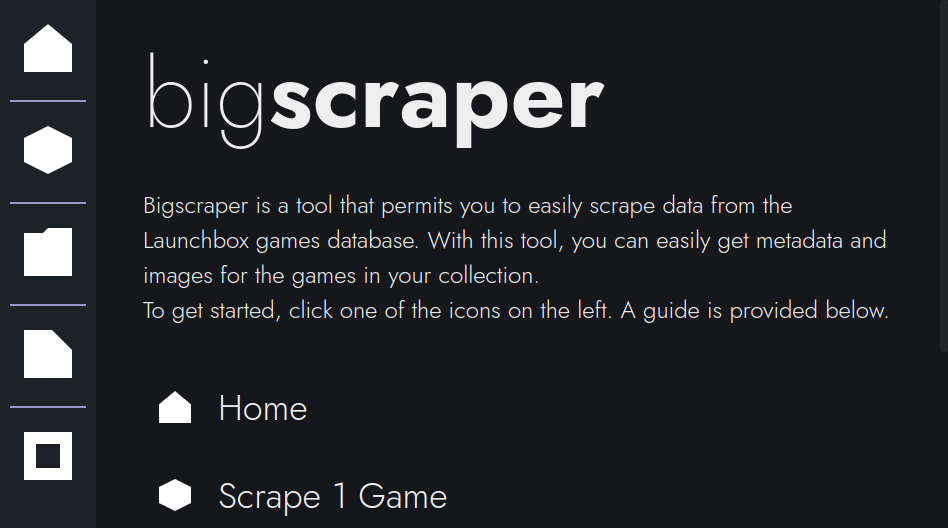 bigscraper
Bigscraper is a tool that permits you to easily scrape data from the
Launchbox games database. With this tool, you can easily get metadata and
images for the games in your collection.
To get started, click one of the icons on the left. A guide is provided below.
Home
Scrape 1 Game